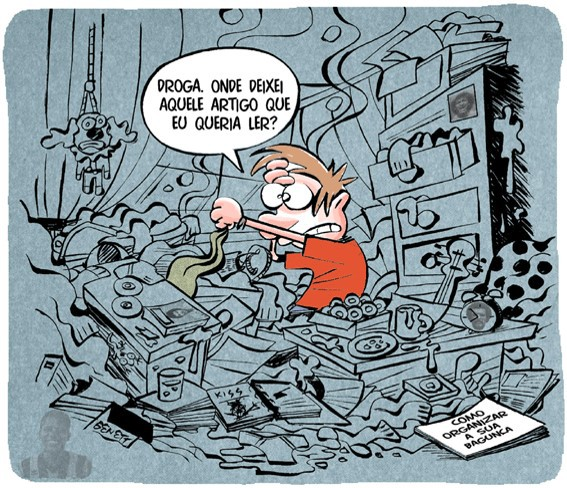 DROGA. ONDE DEIXEI
AQUELE ARTIGO QUE
EU QUERIA LER?
KISS
COMO
ORGANIZAR
A SUA
BAGUNÇA
BENETT